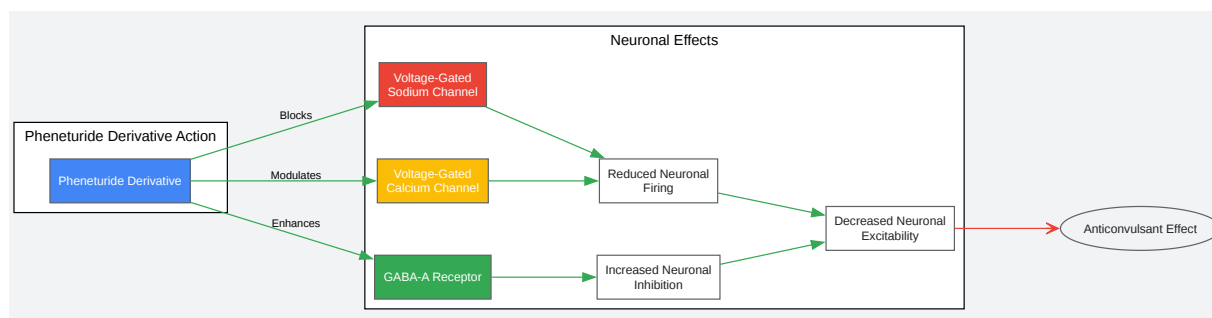 Neuronal Effects
Pheneturide Derivative Action
Pheneturide Derivative
Blocks
Modulates
Enhances
Voltage-Gated
Sodium Channel
Voltage-Gated
Calcium Channel
GABA-A Receptor
Reduced Neuronal
Firing
Increased Neuronal
Inhibition
Decreased Neuronal
Excitability
Anticonvulsant Effect